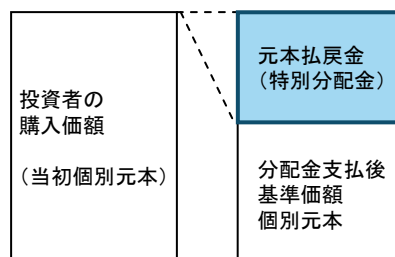 投資者の
購入価額
（当初個別元本）
元本払戻金
（特別分配金）
分配金支払後
基準価額
個別元本